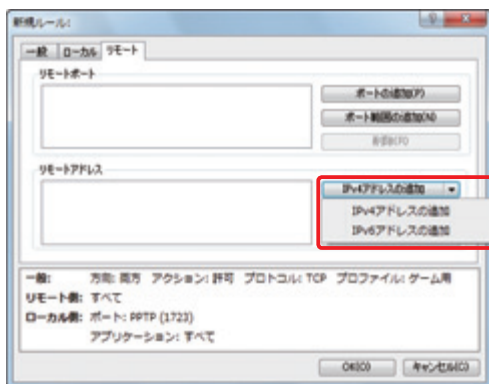 新規ルール:
一般 ローカル リモート
リモートポート
ポートの追加(P)
ポート範囲の追加(N)
削除(R)
リモートアドレス
IPv4アドレスの追加
IPv4アドレスの追加
IPv6アドレスの追加
一般: 方向: 両方 アクション: 許可 プロトコル: TCP プロファイル: ゲーム用
リモート側: すべて
ローカル側: ポート: PPTP (1723)
アプリケーション: すべて
OK(O) キャンセル(C)